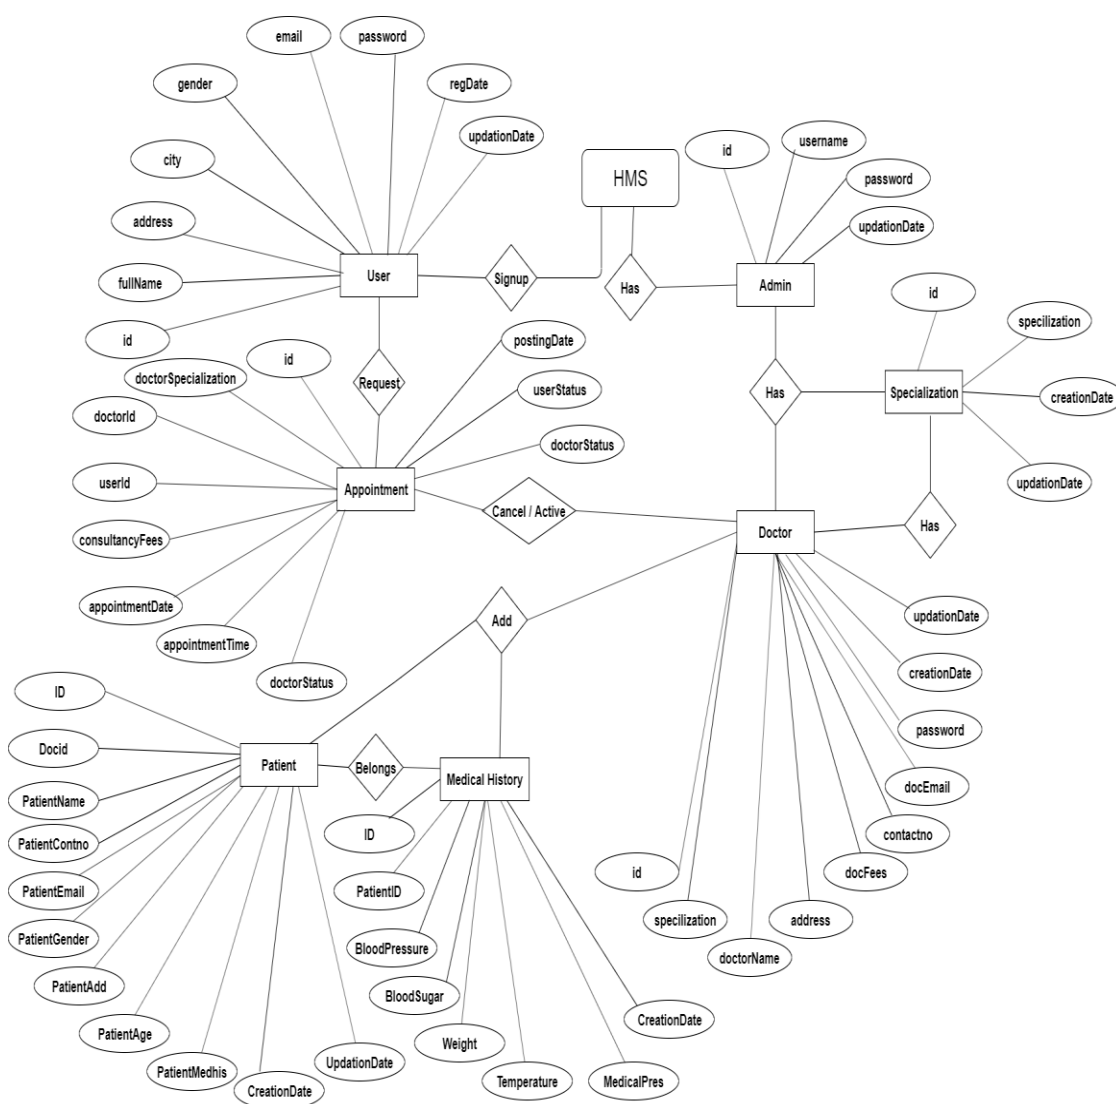 email
password
gender
regDate
updationDate
city
HMS
id
username
password
updationDate
address
User
Signup
fullName
Has
Admin
id
id
specilization
postingDate
id
doctorSpecialization
Request
userStatus
Has
Specialization
creationDate
doctorId
doctorStatus
userId
Appointment
updationDate
Cancel / Active
Has
consultancyFees
Doctor
appointmentDate
updationDate
Add
appointmentTime
creationDate
doctorStatus
ID
password
Docid
Patient
Belongs
Medical History
docEmail
PatientName
ID
contactno
PatientContno
docFees
id
PatientEmail
PatientID
specilization
address
PatientGender
BloodPressure
doctorName
PatientAdd
BloodSugar
CreationDate
PatientAge
Weight
UpdationDate
PatientMedhis
Temperature
MedicalPres
CreationDate